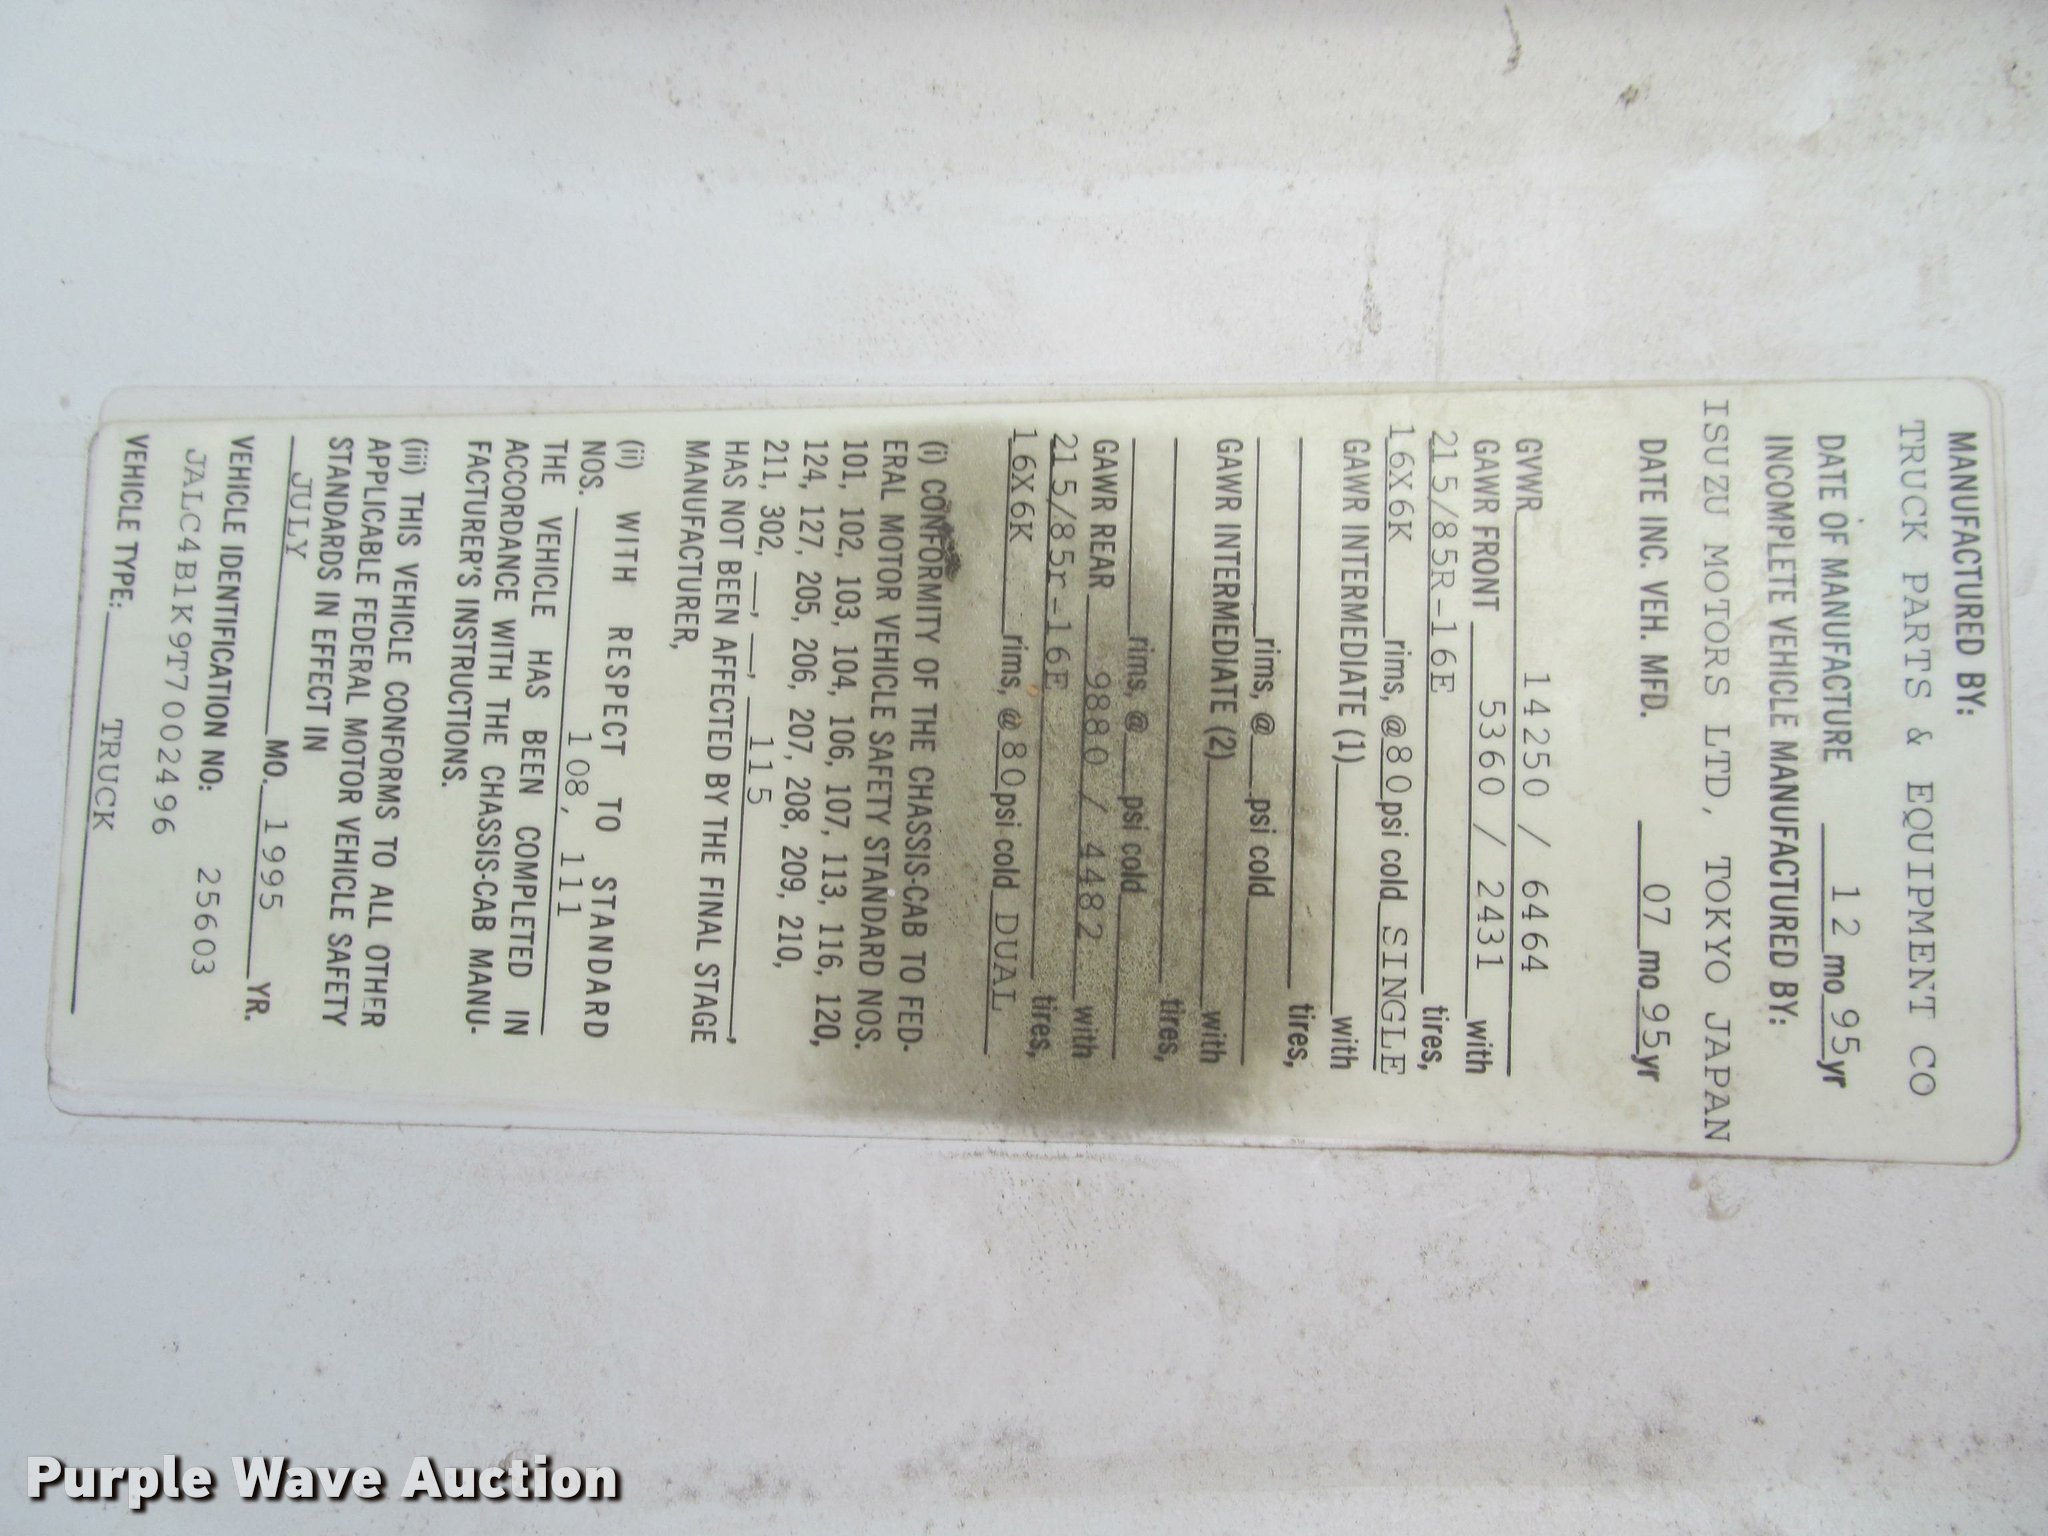 MANUFACTURED BY:
TRUCK PARTS & EQUIPMENT CO
DATE OF MANUFACTURE 12 mo 95 yr
INCOMPLETE VEHICLE MANUFACTURED BY:
ISUZU MOTORS LTD, TOKYO JAPAN
DATE INC. VEH. MFD. 07 mo 95 yr
GVWR 14250 / 6464
GAWR FRONT 5360 / 2431 with
215/85R-16E tires,
16X6K rims, @ 80 psi cold SINGLE
GAWR INTERMEDIATE (1) with
tires,
rims, @ psi cold
GAWR INTERMEDIATE (2) with
tires,
rims, @ psi cold
GAWR REAR 9880 / 4482 with
215/85r-16E tires,
16X6K rims, @ 80 psi cold DUAL
(i) CONFORMITY OF THE CHASSIS-CAB TO FED-
ERAL MOTOR VEHICLE SAFETY STANDARD NOS.
101, 102, 103, 104, 106, 107, 113, 116, 120,
124, 127, 205, 206, 207, 208, 209, 210,
211, 302, __, __, 115,
HAS NOT BEEN AFFECTED BY THE FINAL STAGE
MANUFACTURER,
(ii) WITH RESPECT TO STANDARD
NOS. 108, 111
THE VEHICLE HAS BEEN COMPLETED IN
ACCORDANCE WITH THE CHASSIS-CAB MANU-
FACTURER'S INSTRUCTIONS.
(iii) THIS VEHICLE CONFORMS TO ALL OTHER
APPLICABLE FEDERAL MOTOR VEHICLE SAFETY
STANDARDS IN EFFECT IN
JULY MO. 1995 YR.
VEHICLE IDENTIFICATION NO: 25603
JALC4B1K9T7002496
VEHICLE TYPE: TRUCK
Purple Wave Auction